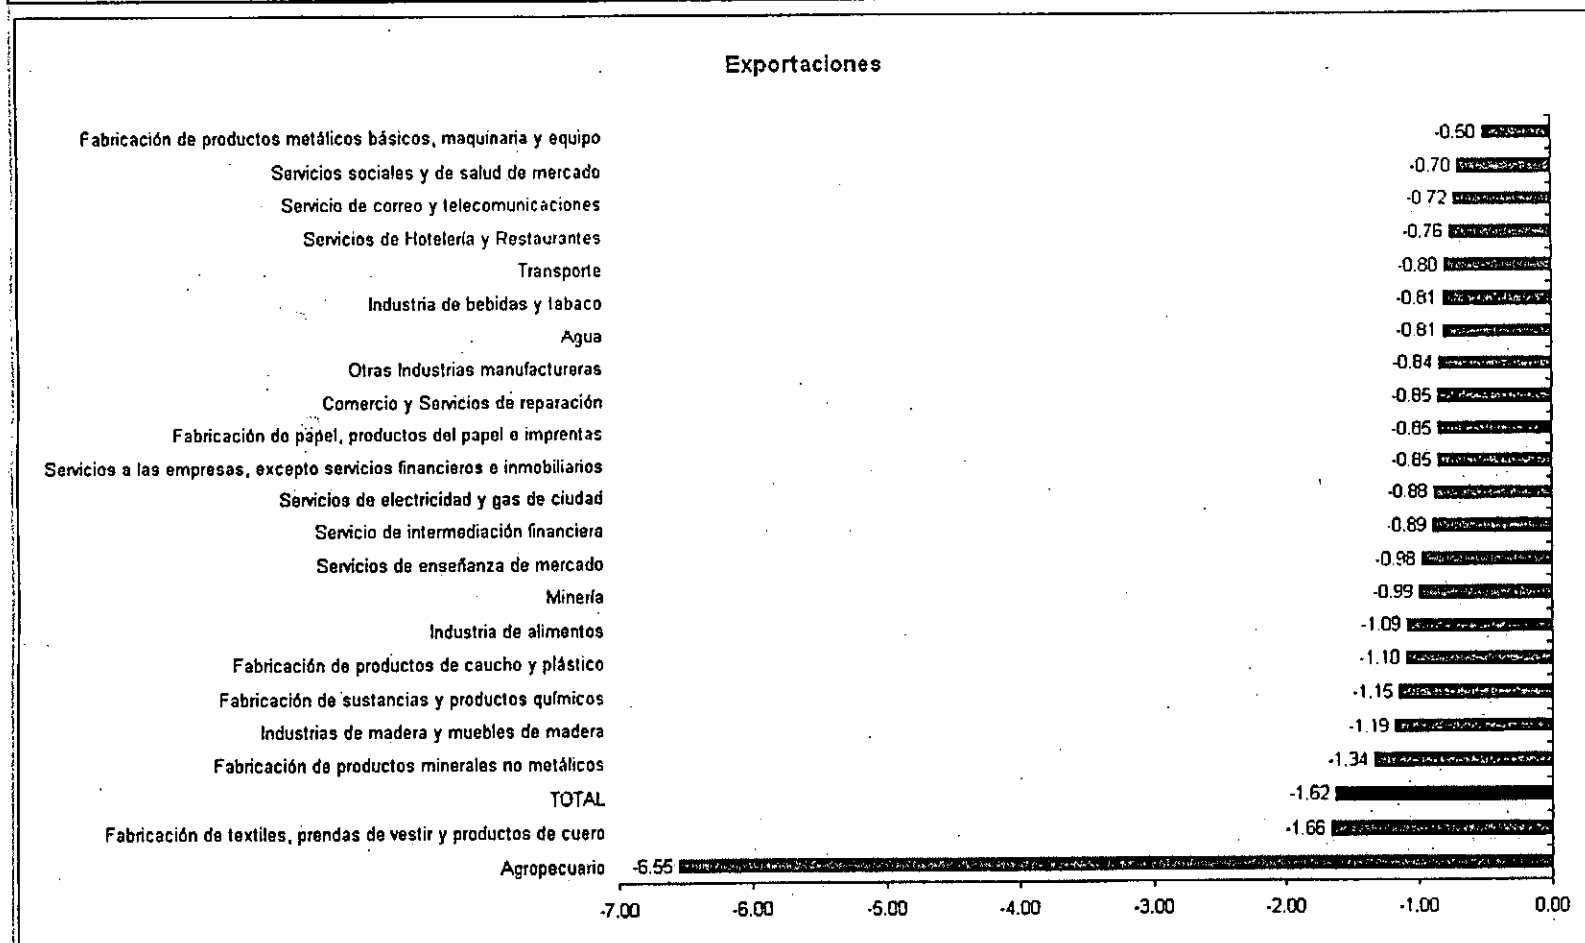 Exportaciones
Fabricación de productos metálicos básicos, maquinaria y equipo -0.50
Servicios sociales y de salud de mercado -0.70
Servicio de correo y telecomunicaciones -0.72
Servicios de Hotelería y Restaurantes -0.76
Transporte -0.80
Industria de bebidas y tabaco -0.81
Agua -0.81
Otras Industrias manufactureras -0.84
Comercio y Servicios de reparación -0.85
Fabricación de papel, productos del papel e imprentas -0.85
Servicios a las empresas, excepto servicios financieros e inmobiliarios -0.85
Servicios de electricidad y gas de ciudad -0.88
Servicio de intermediación financiera -0.89
Servicios de enseñanza de mercado -0.98
Minería -0.99
Industria de alimentos -1.09
Fabricación de productos de caucho y plástico -1.10
Fabricación de sustancias y productos químicos -1.15
Industrias de madera y muebles de madera -1.19
Fabricación de productos minerales no metálicos -1.34
TOTAL -1.62
Fabricación de textiles, prendas de vestir y productos de cuero -1.66
Agropecuario -6.55
-7.00 -6.00 -5.00 -4.00 -3.00 -2.00 -1.00 0.00